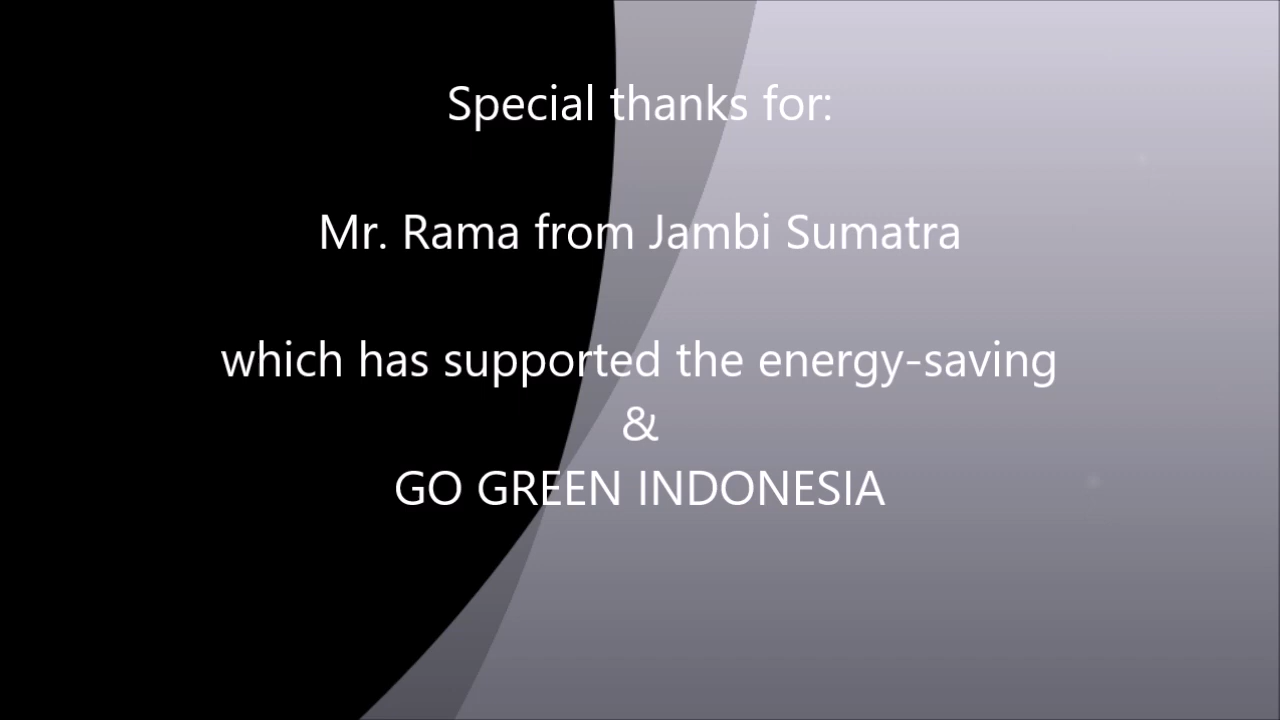 Special thanks for:
Mr. Rama from Jambi Sumatra
which has supported the energy-saving
&
GO GREEN INDONESIA